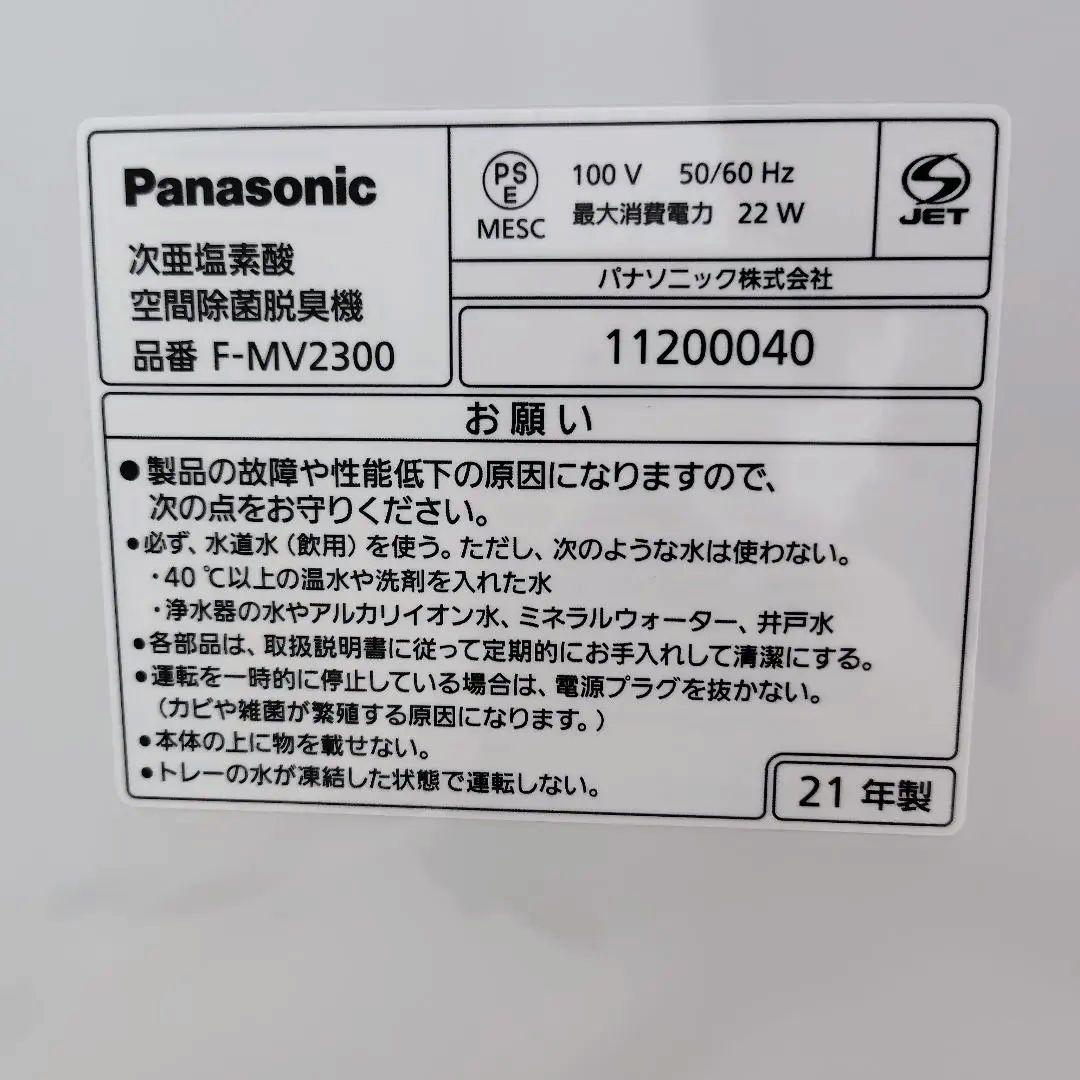 Panasonic
次亜塩素酸
空間除菌脱臭機
品番 F-MV2300
PS
E
MESC
100 V 50/60 Hz
最大消費電力 22 W
JET
パナソニック株式会社
11200040
お願い
●製品の故障や性能低下の原因になりますので、
次の点をお守りください。
●必ず、水道水（飲用）を使う。ただし、次のような水は使わない。
・40 ℃以上の温水や洗剤を入れた水
・浄水器の水やアルカリイオン水、ミネラルウォーター、井戸水
●各部品は、取扱説明書に従って定期的にお手入れして清潔にする。
●運転を一時的に停止している場合は、電源プラグを抜かない。
（カビや雑菌が繁殖する原因になります。）
●本体の上に物を載せない。
●トレーの水が凍結した状態で運転しない。
21 年製